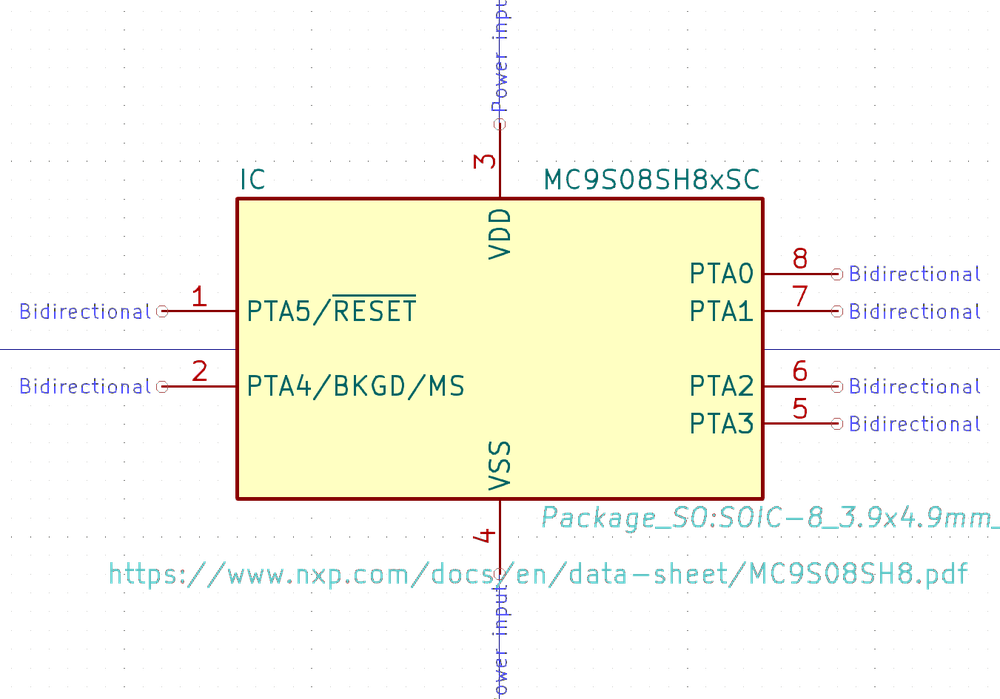 Power input
3
IC
MC9S08SH8xSC
VDD
8
PTA0
Bidirectional
Bidirectional
1
PTA5/RESET
PTA1
7
Bidirectional
Bidirectional
2
PTA4/BKGD/MS
PTA2
6
Bidirectional
PTA3
5
Bidirectional
VSS
4
Package_SO:SOIC-8_3.9x4.9mm_
https://www.nxp.com/docs/en/data-sheet/MC9S08SH8.pdf
ower input